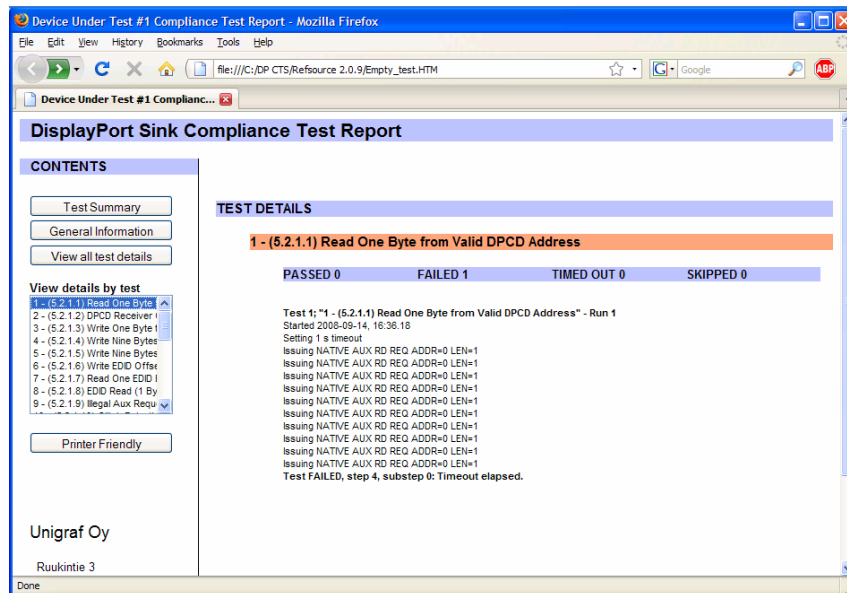 Device Under Test #1 Compliance Test Report - Mozilla Firefox
File Edit View History Bookmarks Tools Help
file:///C:/DP CTS/Refsource 2.0.9/Empty_test.HTM
G Google
ABP
Device Under Test #1 Complianc...
DisplayPort Sink Compliance Test Report
CONTENTS
Test Summary
General Information
View all test details
View details by test
1 - (5.2.1.1) Read One Byte
2 - (5.2.1.2) DPCD Receiver
3 - (5.2.1.3) Write One Byte t
4 - (5.2.1.4) Write Nine Bytes
5 - (5.2.1.5) Write Nine Bytes
6 - (5.2.1.6) Write EDID Offse
7 - (5.2.1.7) Read One EDID
8 - (5.2.1.8) EDID Read (1 By
9 - (5.2.1.9) Illegal Aux Requ
Printer Friendly
Unigraf Oy
Ruukintie 3
TEST DETAILS
1 - (5.2.1.1) Read One Byte from Valid DPCD Address
PASSED 0 FAILED 1 TIMED OUT 0 SKIPPED 0
Test 1; "1 - (5.2.1.1) Read One Byte from Valid DPCD Address" - Run 1
Started 2008-09-14, 16:36.18
Setting 1 s timeout
Issuing NATIVE AUX RD REQ ADDR=0 LEN=1
Issuing NATIVE AUX RD REQ ADDR=0 LEN=1
Issuing NATIVE AUX RD REQ ADDR=0 LEN=1
Issuing NATIVE AUX RD REQ ADDR=0 LEN=1
Issuing NATIVE AUX RD REQ ADDR=0 LEN=1
Issuing NATIVE AUX RD REQ ADDR=0 LEN=1
Issuing NATIVE AUX RD REQ ADDR=0 LEN=1
Issuing NATIVE AUX RD REQ ADDR=0 LEN=1
Issuing NATIVE AUX RD REQ ADDR=0 LEN=1
Issuing NATIVE AUX RD REQ ADDR=0 LEN=1
Test FAILED, step 4, substep 0: Timeout elapsed.
Done